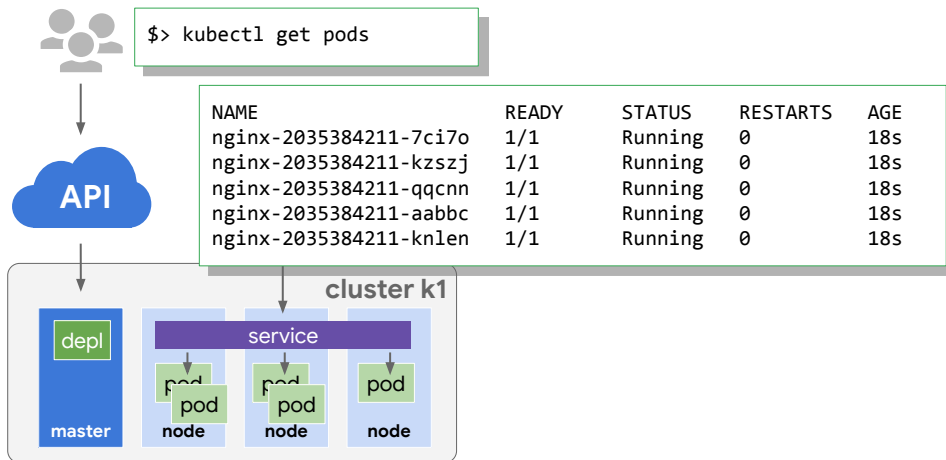 $> kubectl get pods
NAME READY STATUS RESTARTS AGE
nginx-2035384211-7ci7o 1/1 Running 0 18s
nginx-2035384211-kzszj 1/1 Running 0 18s
nginx-2035384211-qqcnn 1/1 Running 0 18s
nginx-2035384211-aabbc 1/1 Running 0 18s
nginx-2035384211-knlen 1/1 Running 0 18s
API
cluster k1
depl
service
pod
pod
pod
pod
pod
master
node
node
node